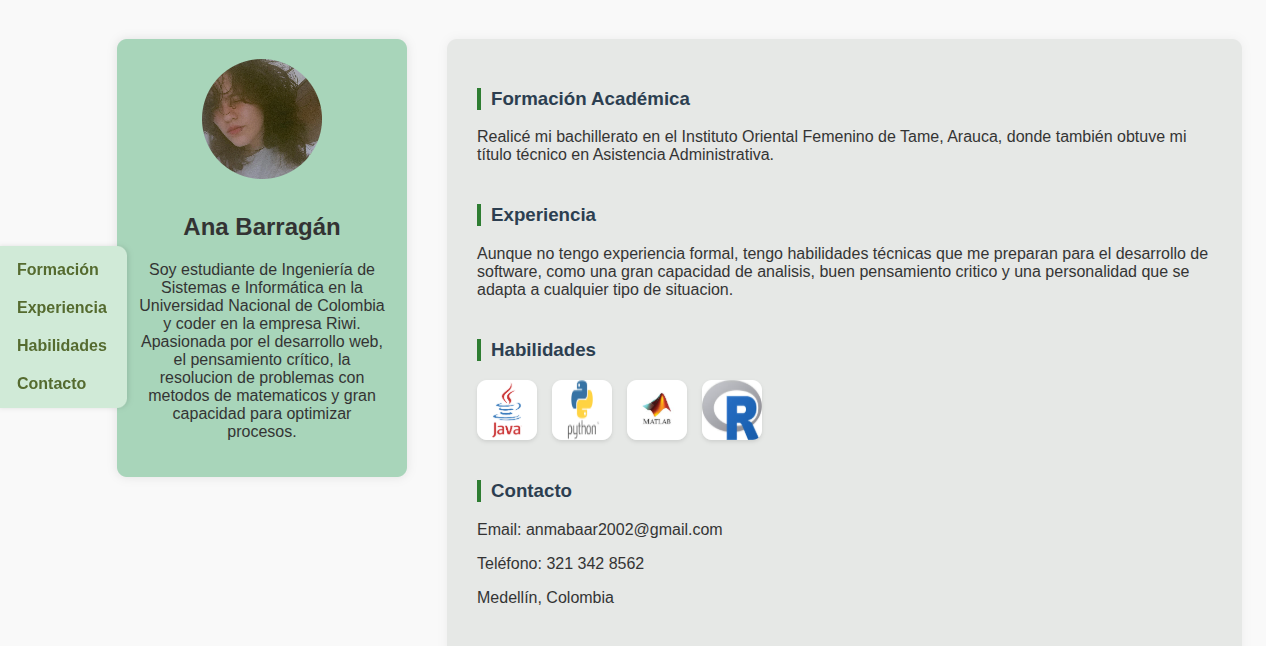 Formación
Experiencia
Habilidades
Contacto
Ana Barragán
Soy estudiante de Ingeniería de
Sistemas e Informática en la
Universidad Nacional de Colombia
y coder en la empresa Riwi.
Apasionada por el desarrollo web,
el pensamiento crítico, la
resolucion de problemas con
metodos de matematicos y gran
capacidad para optimizar
procesos.
Formación Académica
Realicé mi bachillerato en el Instituto Oriental Femenino de Tame, Arauca, donde también obtuve mi
título técnico en Asistencia Administrativa.
Experiencia
Aunque no tengo experiencia formal, tengo habilidades técnicas que me preparan para el desarrollo de
software, como una gran capacidad de analisis, buen pensamiento critico y una personalidad que se
adapta a cualquier tipo de situacion.
Habilidades
Java python MATLAB R
Contacto
Email: anmabaar2002@gmail.com
Teléfono: 321 342 8562
Medellín, Colombia